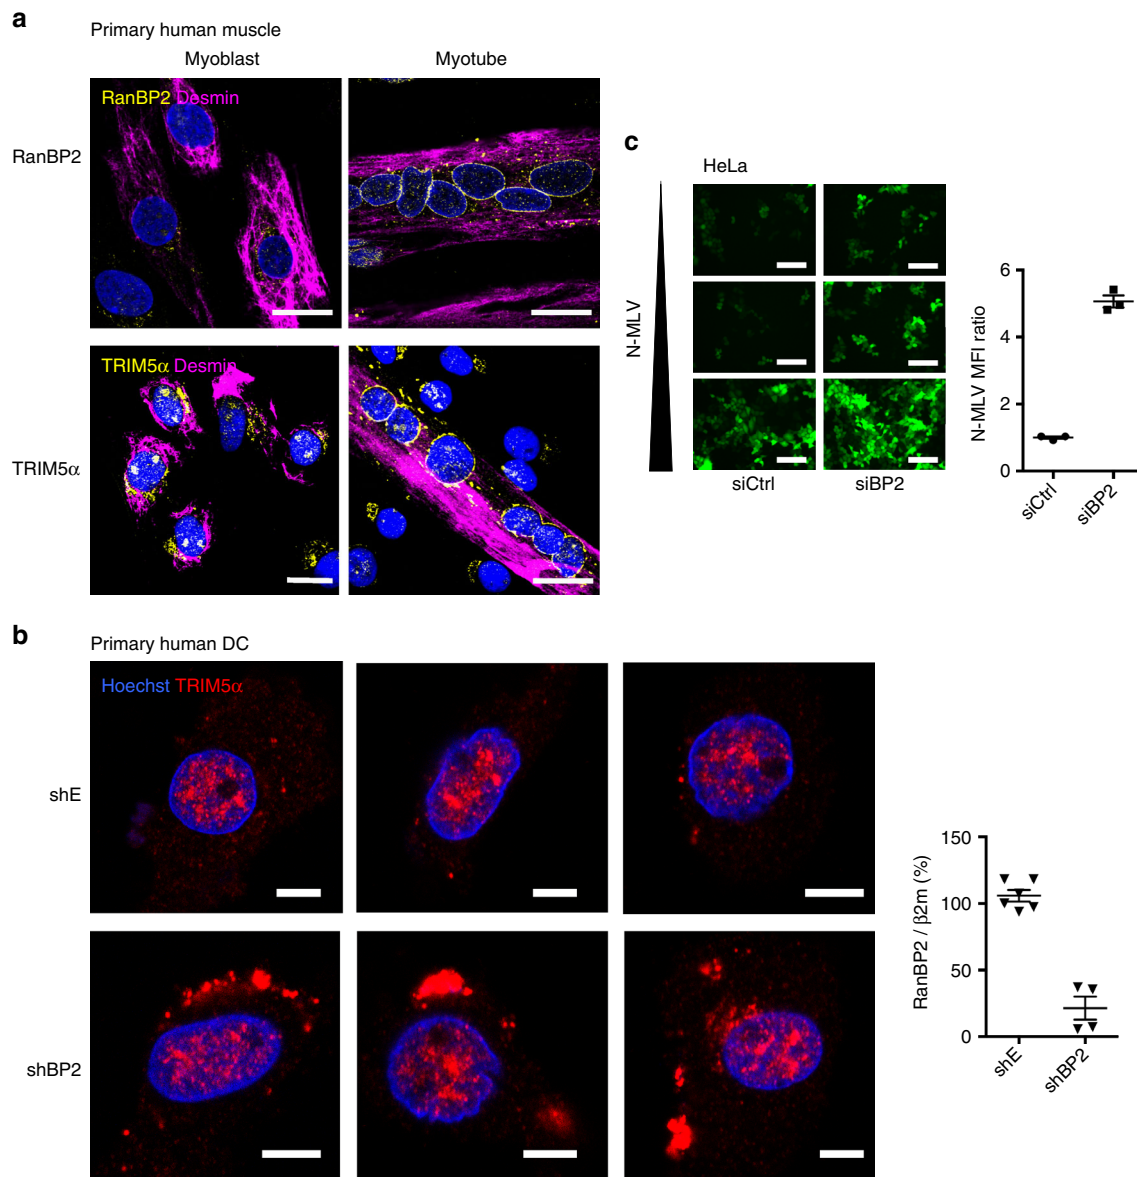 a
Primary human muscle
Myoblast
Myotube
RanBP2
RanBP2 Desmin
TRIM5α
TRIM5α Desmin
b
Primary human DC
Hoechst TRIM5α
shE
shBP2
RanBP2 / β2m (%)
150
100
50
0
shE
shBP2
c
HeLa
N-MLV
siCtrl
siBP2
N-MLV MFI ratio
6
4
2
0
siCtrl
siBP2